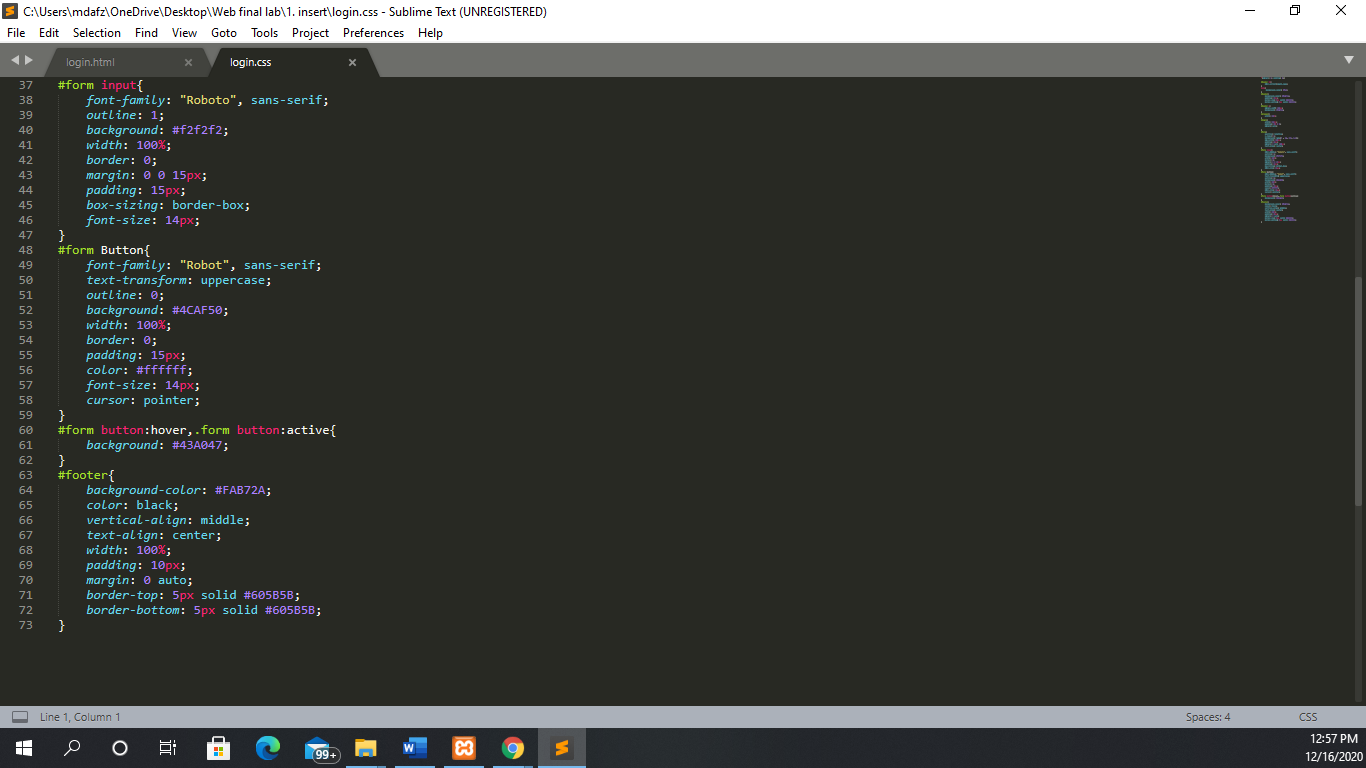 C:\Users\mdafz\OneDrive\Desktop\Web final lab\1. insert\login.css - Sublime Text (UNREGISTERED)
File Edit Selection Find View Goto Tools Project Preferences Help
login.html × login.css ×
37 #form input{
38     font-family: "Roboto", sans-serif;
39     outline: 1;
40     background: #f2f2f2;
41     width: 100%;
42     border: 0;
43     margin: 0 0 15px;
44     padding: 15px;
45     box-sizing: border-box;
46     font-size: 14px;
47 }
48 #form Button{
49     font-family: "Robot", sans-serif;
50     text-transform: uppercase;
51     outline: 0;
52     background: #4CAF50;
53     width: 100%;
54     border: 0;
55     padding: 15px;
56     color: #ffffff;
57     font-size: 14px;
58     cursor: pointer;
59 }
60 #form button:hover,.form button:active{
61     background: #43A047;
62 }
63 #footer{
64     background-color: #FAB72A;
65     color: black;
66     vertical-align: middle;
67     text-align: center;
68     width: 100%;
69     padding: 10px;
70     margin: 0 auto;
71     border-top: 5px solid #605B5B;
72     border-bottom: 5px solid #605B5B;
73 }
Line 1, Column 1 Spaces: 4 CSS
99+
12:57 PM
12/16/2020